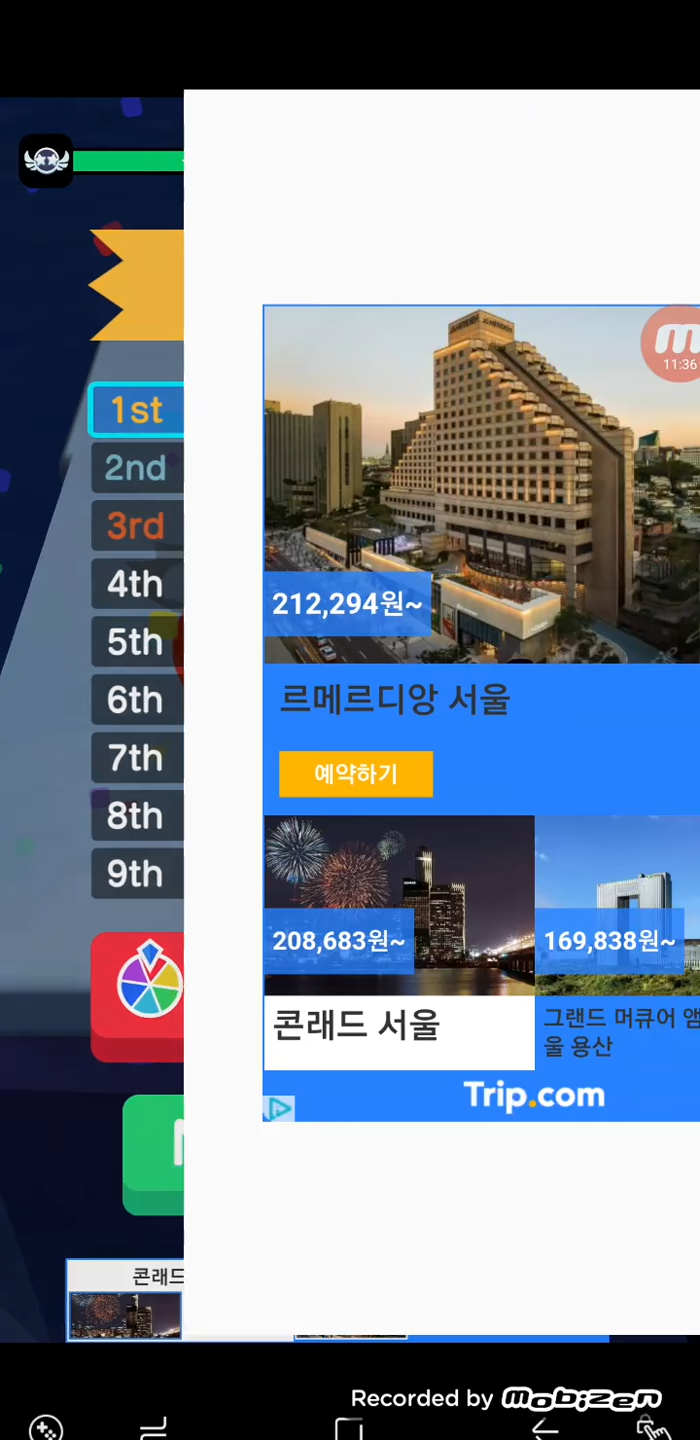 1st
2nd
3rd
4th
5th
6th
7th
8th
9th
11:36
212,294원~
르메르디앙 서울
예약하기
208,683원~
169,838원~
콘래드 서울
그랜드 머큐어 앰
울 용산
Trip.com
콘래드
Recorded by mobizen